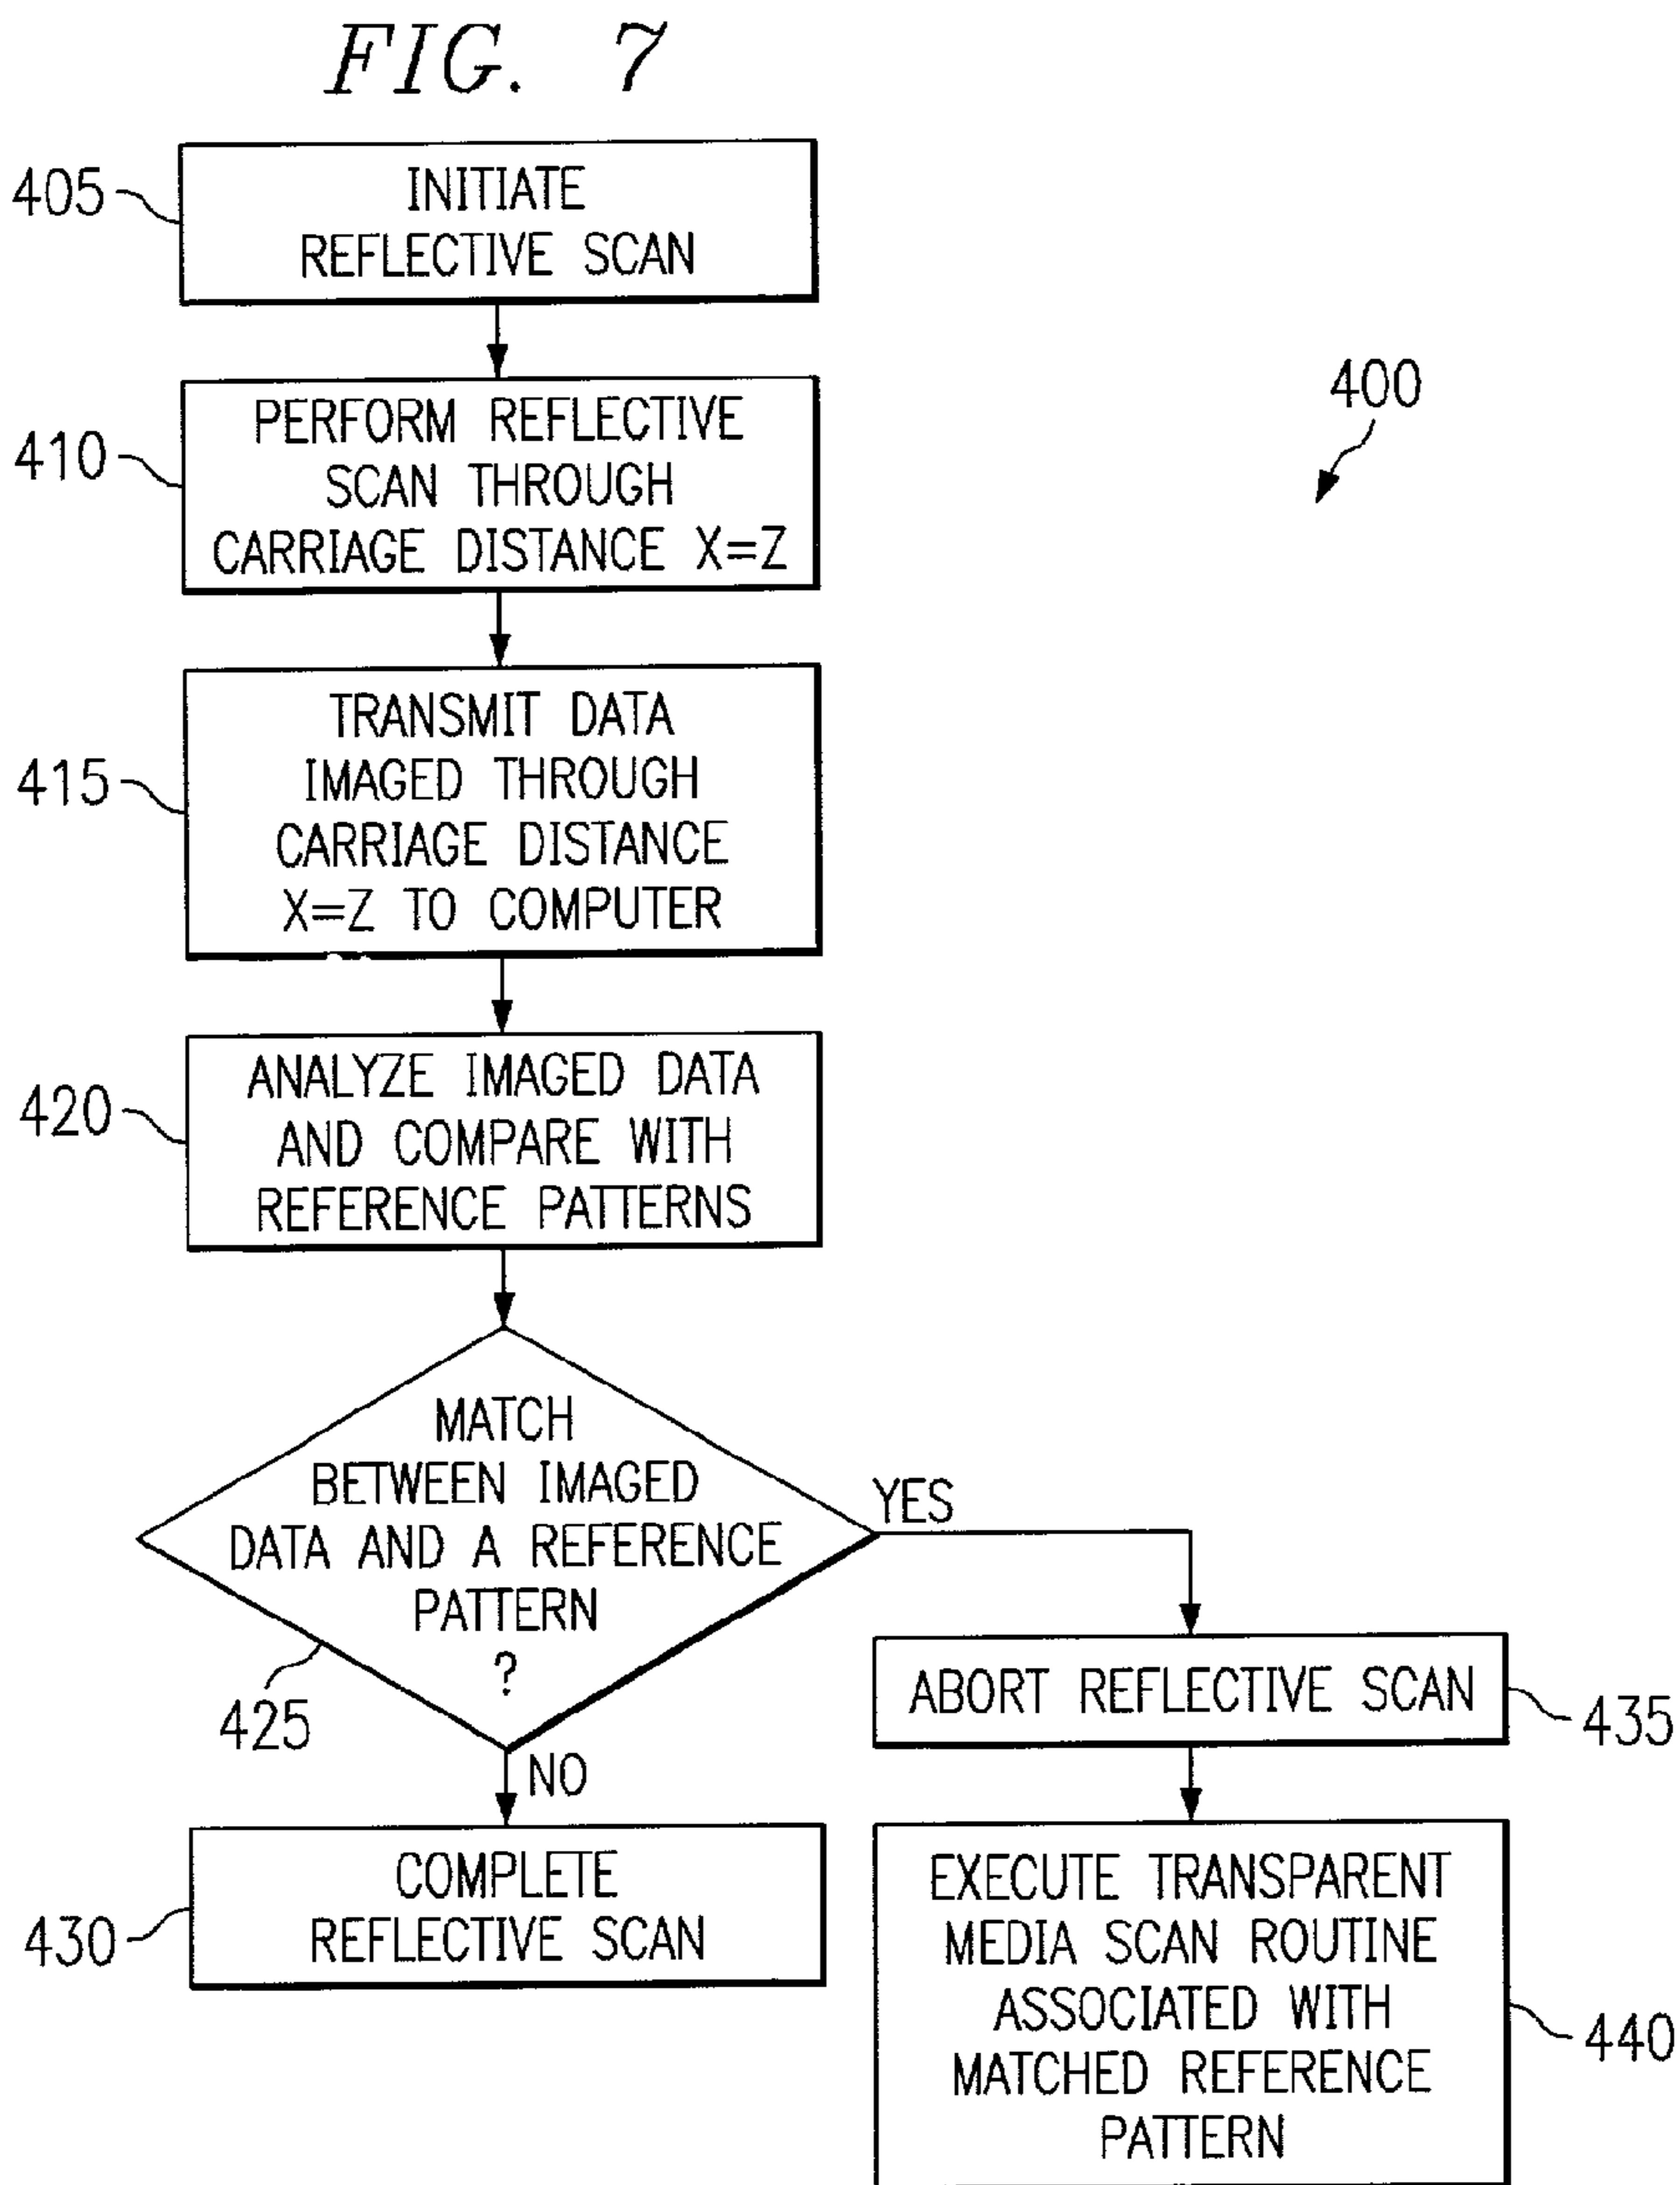 FIG. 7
405
INITIATE
REFLECTIVE SCAN
400
410
PERFORM REFLECTIVE
SCAN THROUGH
CARRIAGE DISTANCE X=Z
415
TRANSMIT DATA
IMAGED THROUGH
CARRIAGE DISTANCE
X=Z TO COMPUTER
420
ANALYZE IMAGED DATA
AND COMPARE WITH
REFERENCE PATTERNS
MATCH
BETWEEN IMAGED
DATA AND A REFERENCE
PATTERN
?
425
YES
NO
ABORT REFLECTIVE SCAN
435
430
COMPLETE
REFLECTIVE SCAN
EXECUTE TRANSPARENT
MEDIA SCAN ROUTINE
ASSOCIATED WITH
MATCHED REFERENCE
PATTERN
440